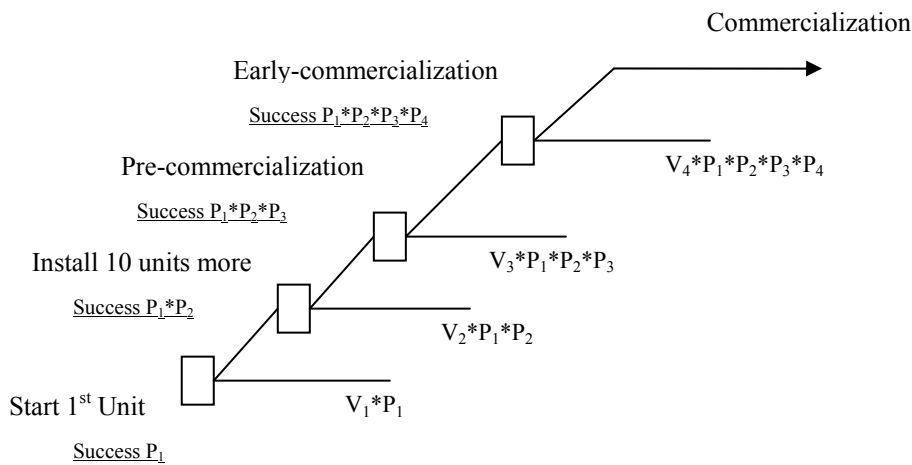 Commercialization
Early-commercialization
Success P₁*P₂*P₃*P₄
V₄*P₁*P₂*P₃*P₄
Pre-commercialization
Success P₁*P₂*P₃
V₃*P₁*P₂*P₃
Install 10 units more
Success P₁*P₂
V₂*P₁*P₂
Start 1ˢᵗ Unit
V₁*P₁
Success P₁